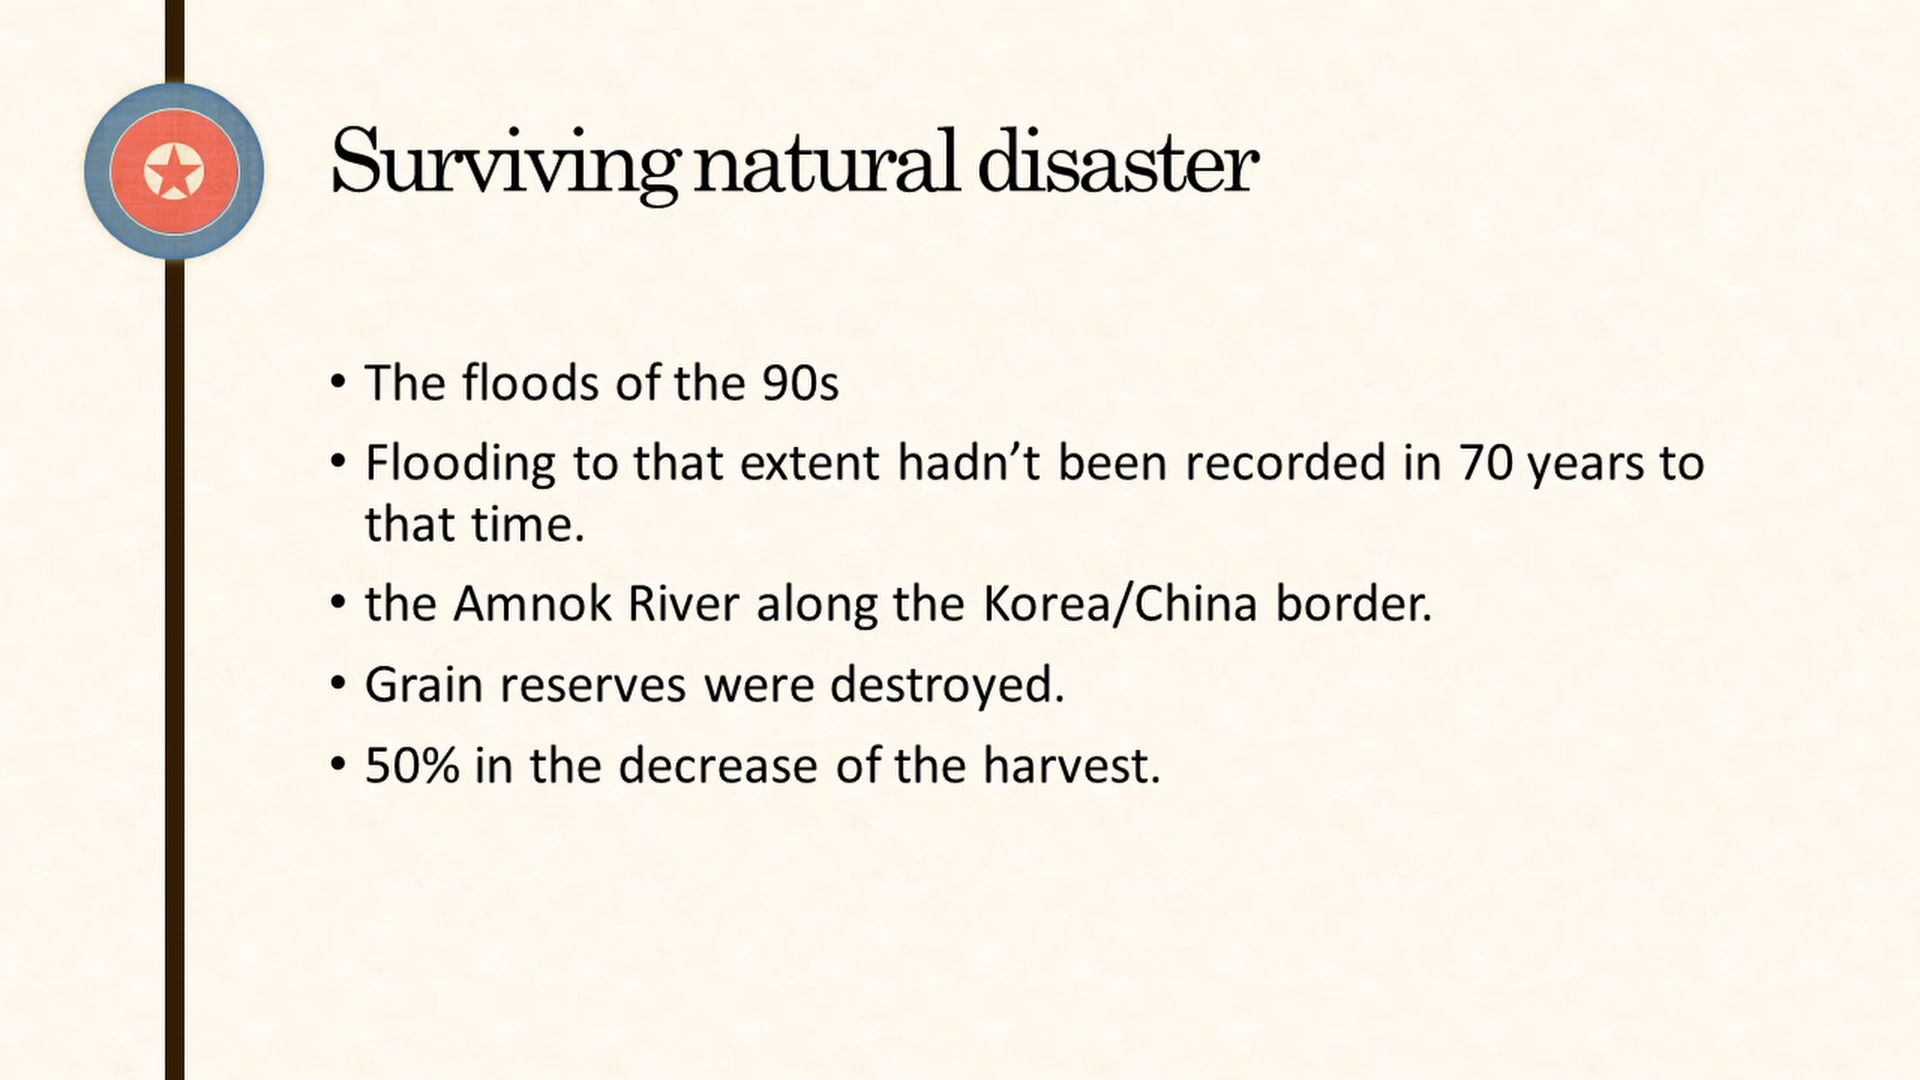 Surviving natural disaster
• The floods of the 90s
• Flooding to that extent hadn’t been recorded in 70 years to
that time.
• the Amnok River along the Korea/China border.
• Grain reserves were destroyed.
• 50% in the decrease of the harvest.